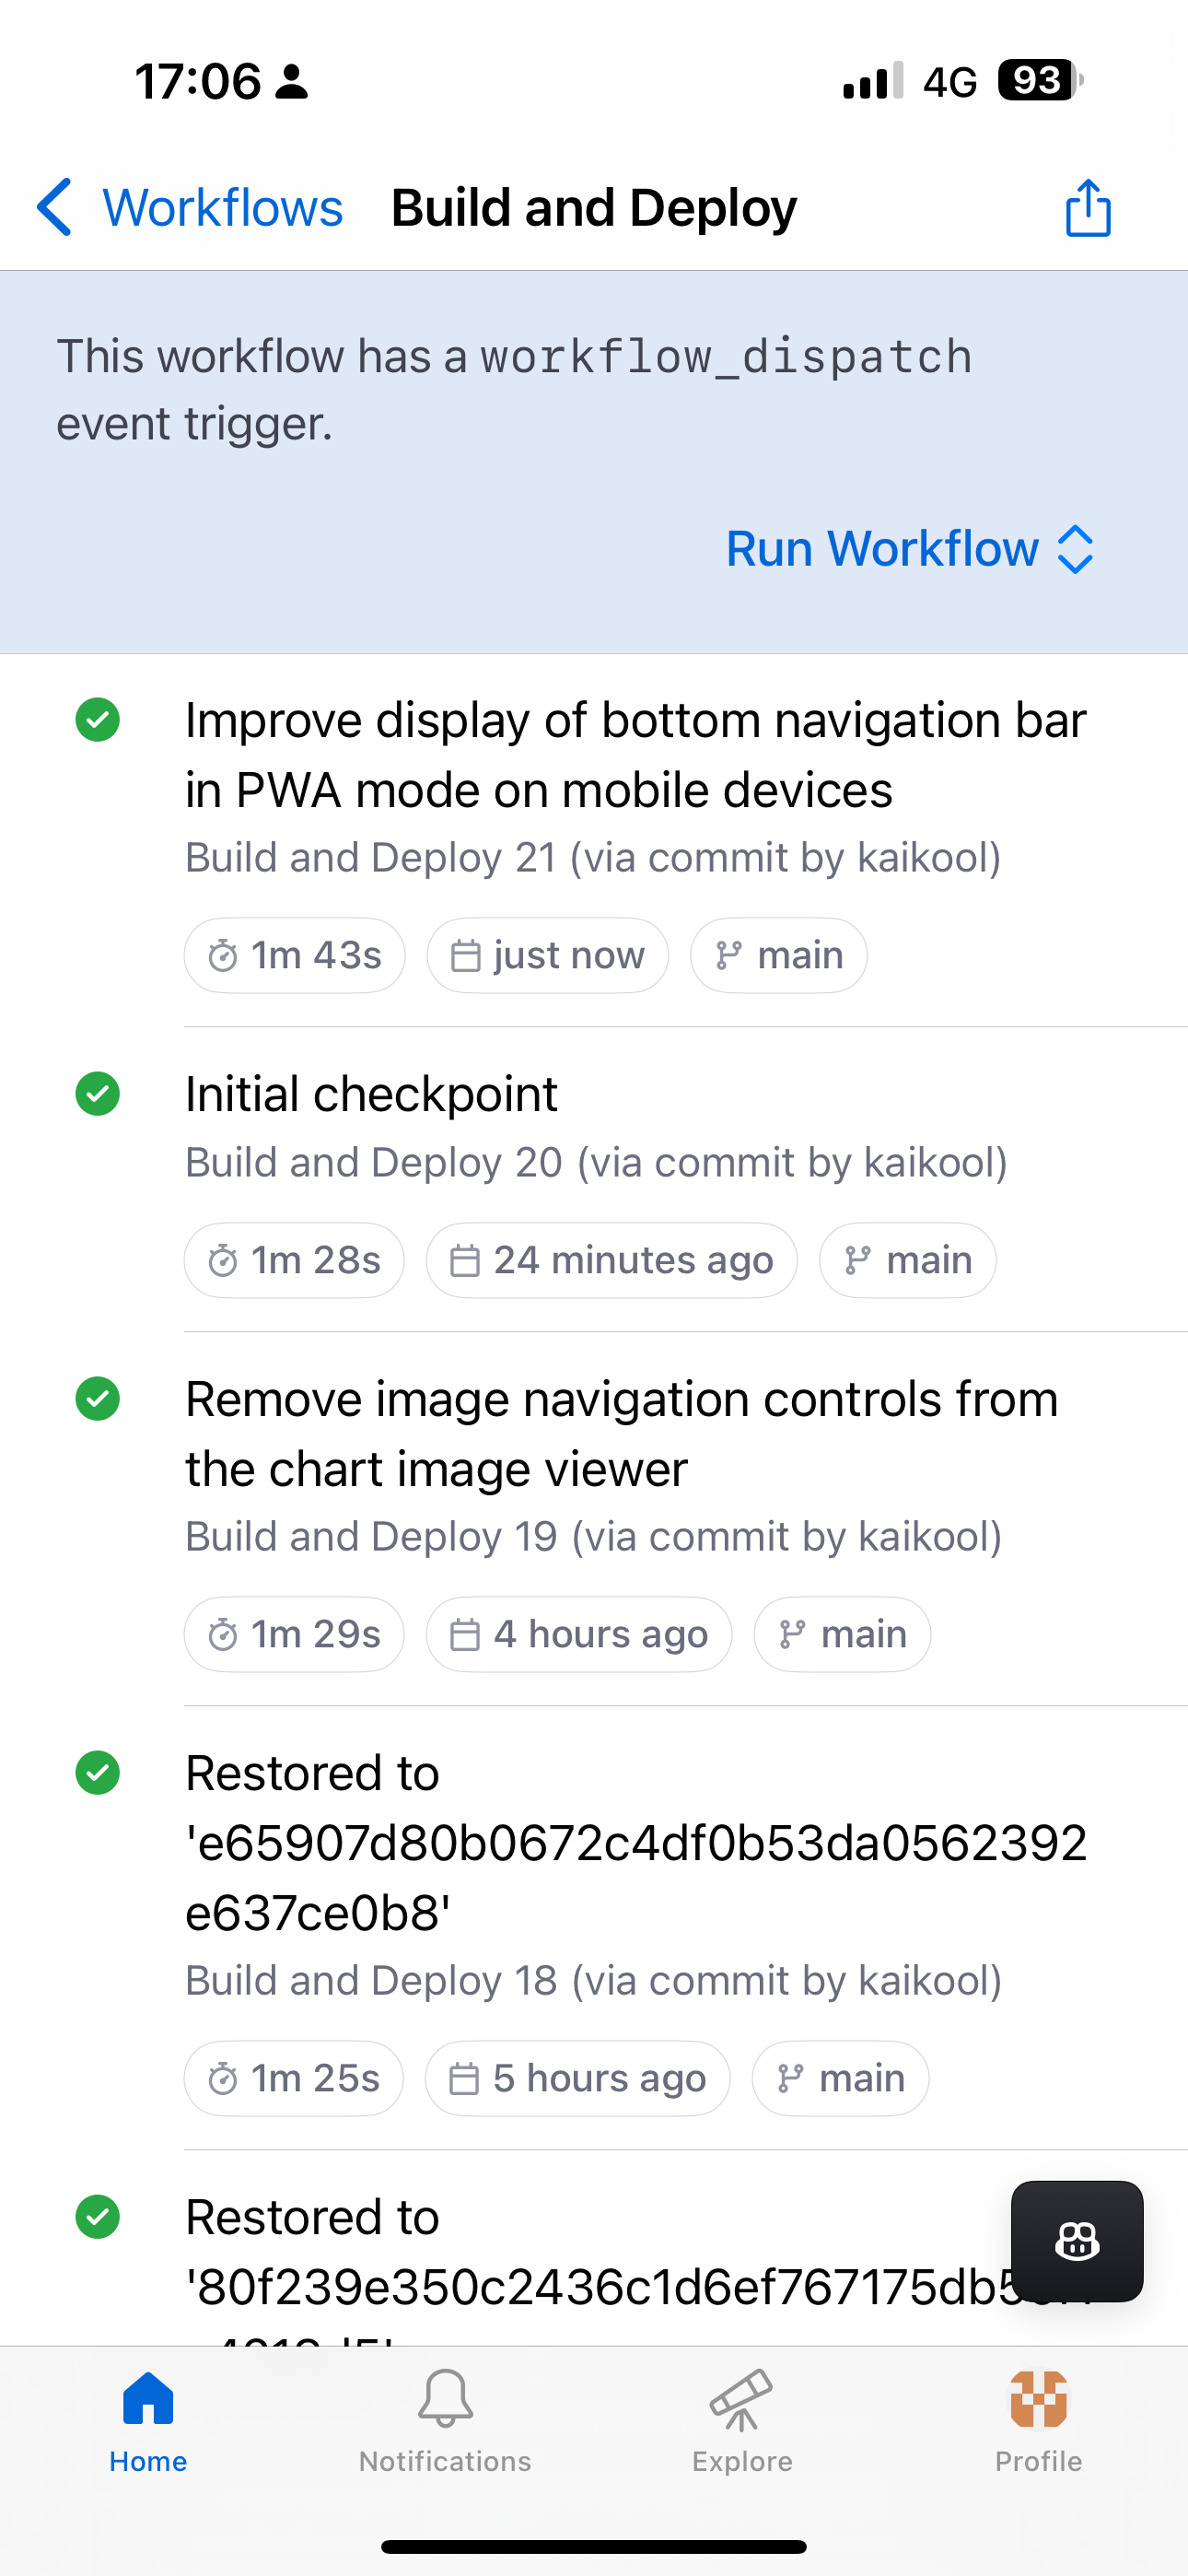 17:06
4G 93
Workflows Build and Deploy
This workflow has a workflow_dispatch
event trigger.
Run Workflow
Improve display of bottom navigation bar
in PWA mode on mobile devices
Build and Deploy 21 (via commit by kaikool)
1m 43s just now main
Initial checkpoint
Build and Deploy 20 (via commit by kaikool)
1m 28s 24 minutes ago main
Remove image navigation controls from
the chart image viewer
Build and Deploy 19 (via commit by kaikool)
1m 29s 4 hours ago main
Restored to
'e65907d80b0672c4df0b53da0562392
e637ce0b8'
Build and Deploy 18 (via commit by kaikool)
1m 25s 5 hours ago main
Restored to
Home Notifications Explore Profile